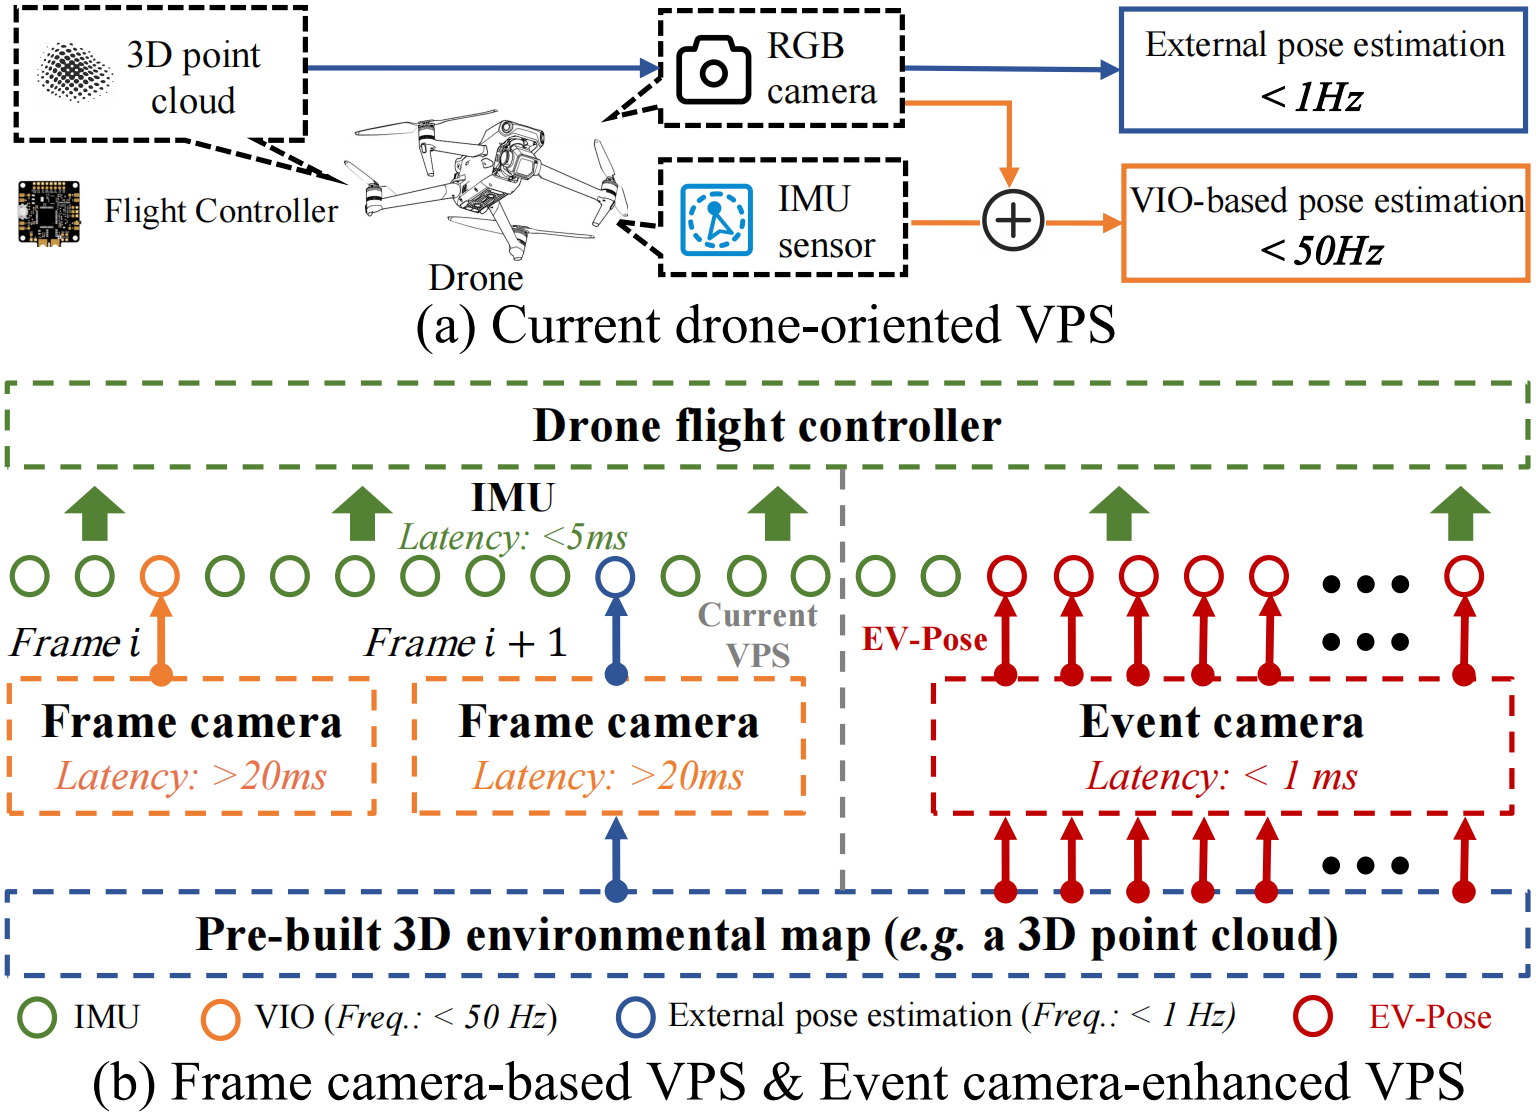 3D point
cloud
RGB
camera
External pose estimation
< 1Hz
Flight Controller
IMU
sensor
VIO-based pose estimation
< 50Hz
Drone
(a) Current drone-oriented VPS
Drone flight controller
IMU
Latency: <5ms
Frame i
Frame i + 1
Current
VPS
EV-Pose
Frame camera
Latency: >20ms
Frame camera
Latency: >20ms
Event camera
Latency: < 1 ms
Pre-built 3D environmental map (e.g. a 3D point cloud)
IMU
VIO (Freq.: < 50 Hz)
External pose estimation (Freq.: < 1 Hz)
EV-Pose
(b) Frame camera-based VPS & Event camera-enhanced VPS